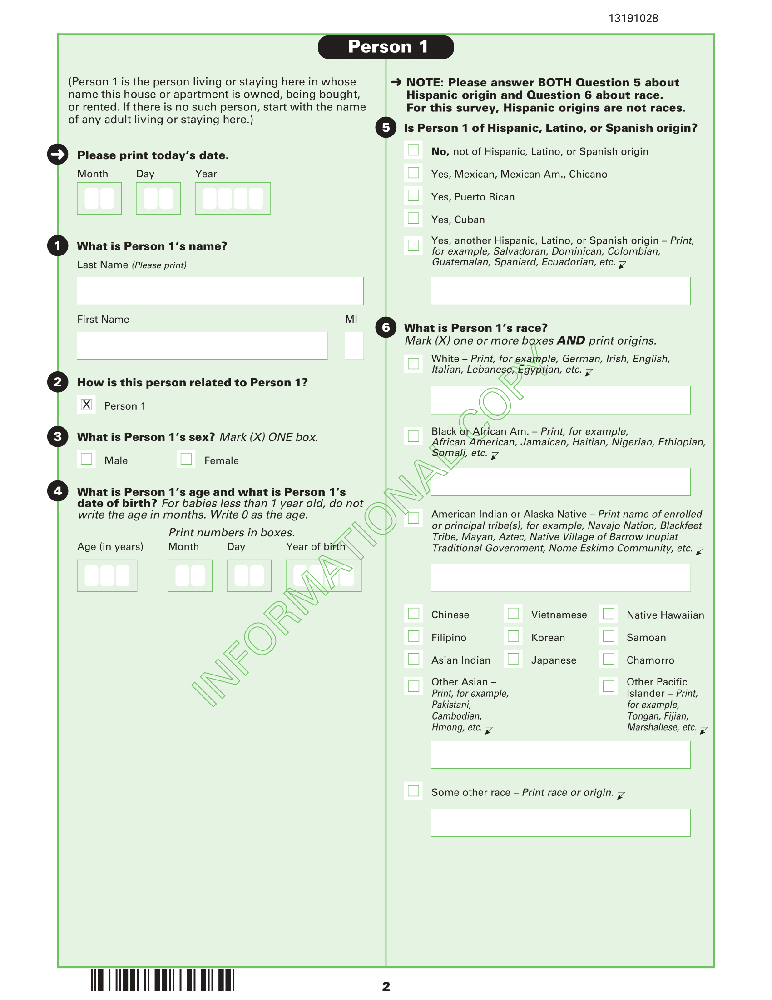 13191028
Person 1
(Person 1 is the person living or staying here in whose
name this house or apartment is owned, being bought,
or rented. If there is no such person, start with the name
of any adult living or staying here.)
Please print today’s date.
Month Day Year
1 What is Person 1’s name?
Last Name (Please print)
First Name MI
2 How is this person related to Person 1?
X Person 1
3 What is Person 1’s sex? Mark (X) ONE box.
Male Female
4 What is Person 1’s age and what is Person 1’s
date of birth? For babies less than 1 year old, do not
write the age in months. Write 0 as the age.
Print numbers in boxes.
Age (in years) Month Day Year of birth
➜ NOTE: Please answer BOTH Question 5 about
Hispanic origin and Question 6 about race.
For this survey, Hispanic origins are not races.
5 Is Person 1 of Hispanic, Latino, or Spanish origin?
No, not of Hispanic, Latino, or Spanish origin
Yes, Mexican, Mexican Am., Chicano
Yes, Puerto Rican
Yes, Cuban
Yes, another Hispanic, Latino, or Spanish origin – Print,
for example, Salvadoran, Dominican, Colombian,
Guatemalan, Spaniard, Ecuadorian, etc.
6 What is Person 1’s race?
Mark (X) one or more boxes AND print origins.
White – Print, for example, German, Irish, English,
Italian, Lebanese, Egyptian, etc.
Black or African Am. – Print, for example,
African American, Jamaican, Haitian, Nigerian, Ethiopian,
Somali, etc.
American Indian or Alaska Native – Print name of enrolled
or principal tribe(s), for example, Navajo Nation, Blackfeet
Tribe, Mayan, Aztec, Native Village of Barrow Inupiat
Traditional Government, Nome Eskimo Community, etc.
Chinese Vietnamese Native Hawaiian
Filipino Korean Samoan
Asian Indian Japanese Chamorro
Other Asian –
Print, for example,
Pakistani,
Cambodian,
Hmong, etc.
Other Pacific
Islander – Print,
for example,
Tongan, Fijian,
Marshallese, etc.
Some other race – Print race or origin.
INFORMATIONAL COPY
2